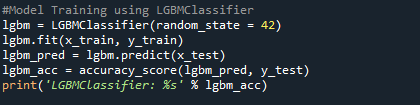 #Model Training using LGBMClassifier
lgbm = LGBMClassifier(random_state = 42)
lgbm.fit(x_train, y_train)
lgbm_pred = lgbm.predict(x_test)
lgbm_acc = accuracy_score(lgbm_pred, y_test)
print('LGBMClassifier: %s' % lgbm_acc)